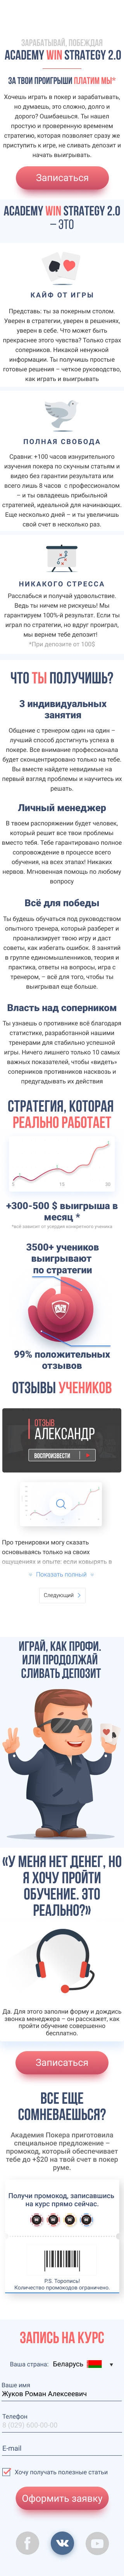 ЗАРАБАТЫВАЙ, ПОБЕЖДАЯ
ACADEMY WIN STRATEGY 2.0
ЗА ТВОИ ПРОИГРЫШИ ПЛАТИМ МЫ*
Хочешь играть в покер и зарабатывать,
но думаешь, это сложно, долго и
дорого? Ошибаешься. Ты нашел
простую и проверенную временем
стратегию, которая позволяет сразу же
приступить к игре, не сливать депозит и
начать выигрывать.
Записаться
ACADEMY WIN STRATEGY 2.0
– ЭТО
КАЙФ ОТ ИГРЫ
Представь: ты за покерным столом.
Уверен в стратегии, уверен в решениях,
уверен в себе. Что может быть
прекраснее этого чувства? Только страх
соперников. Никакой ненужной
информации. Ты получишь простые
готовые решения – четкое руководство,
как играть и выигрывать
ПОЛНАЯ СВОБОДА
Сравни: +100 часов изнурительного
изучения покера по скучным статьям и
видео без гарантии результата или
всего лишь 8 часов с профессионалом
– и ты овладеешь уникальной
стратегией, идеальной для начинающих.
Еще несколько дней – и ты увеличишь
свой счет в несколько раз.
НИКАКОГО СТРЕССА
Расслабься и получай удовольствие.
Ведь ты ничем не рискуешь! Мы
гарантируем 100%-й результат. Если ты
играл по стратегии, но вдруг проиграл,
мы вернем тебе депозит!
*При депозите от 100$
ЧТО ТЫ ПОЛУЧИШЬ?
3 индивидуальных
занятия
Общение с тренером один на один –
лучший способ достигнуть успеха в
покере. Все внимание профессионала
будет сконцентрировано только на тебе.
Вы вместе найдете невидимые на
первый взгляд проблемы и научитесь их
решать.
Личный менеджер
В твоем распоряжении будет человек,
который решит все твои проблемы
вместо тебя. Тебе гарантировано полное
сопровождение в процессе всего
обучения, на всех этапах! Никаких
нервов. Мгновенная помощь по любому
вопросу
Всё для победы
Ты будешь обучаться под руководством
опытного тренера, который разберет и
проанализирует твою игру и даст
советы, как избегать ошибок. 5 занятий
в группе единомышленников, теория и
практика, ответы на вопросы, игра с
тренером, – всё для того, чтобы ты
выигрывал еще больше.
Власть над соперником
Ты узнаешь о противнике всё благодаря
статистике, разработанной нашими
тренерами для стабильно успешной
игры. Ничего лишнего только 10 самых
важных показателей, чтобы «видеть»
соперников противника насквозь и
предугадывать их действия
СТРАТЕГИЯ, КОТОРАЯ
РЕАЛЬНО РАБОТАЕТ
15
30
+300-500 $ выигрыша в
месяц *
3500+ учеников
выигрывают
по стратегии
99% положительных
отзывов
ОТЗЫВЫ УЧЕНИКОВ
ОТЗЫВ
АЛЕКСАНДР
ВОСПРОИЗВЕСТИ
Про тренировки могу сказать
основываясь только на своих
ощущениях и опыте: если ковырять в
Показать полный
Следующий
ИГРАЙ, КАК ПРОФИ.
ИЛИ ПРОДОЛЖАЙ
СЛИВАТЬ ДЕПОЗИТ
«У МЕНЯ НЕТ ДЕНЕГ, НО
Я ХОЧУ ПРОЙТИ
ОБУЧЕНИЕ. ЭТО
РЕАЛЬНО?»
Да. Для этого заполни форму и дождись
звонка менеджера – он расскажет, как
пройти обучение совершенно
бесплатно.
Записаться
ВСЕ ЕЩЕ
СОМНЕВАЕШЬСЯ?
Академия Покера приготовила
специальное предложение –
промокод, который обеспечивает
тебе до +$20 на твой счет в покер
руме.
Получи промокод, записавшись
на курс прямо сейчас.
P.S. Торопись!
Количество промокодов ограничено.
ЗАПИСЬ НА КУРС
Ваша страна: Беларусь
Ваше имя
Жуков Роман Алексеевич
Телефон
8 (029) 600-00-00
E-mail
Хочу получать полезные статьи
Оформить заявку